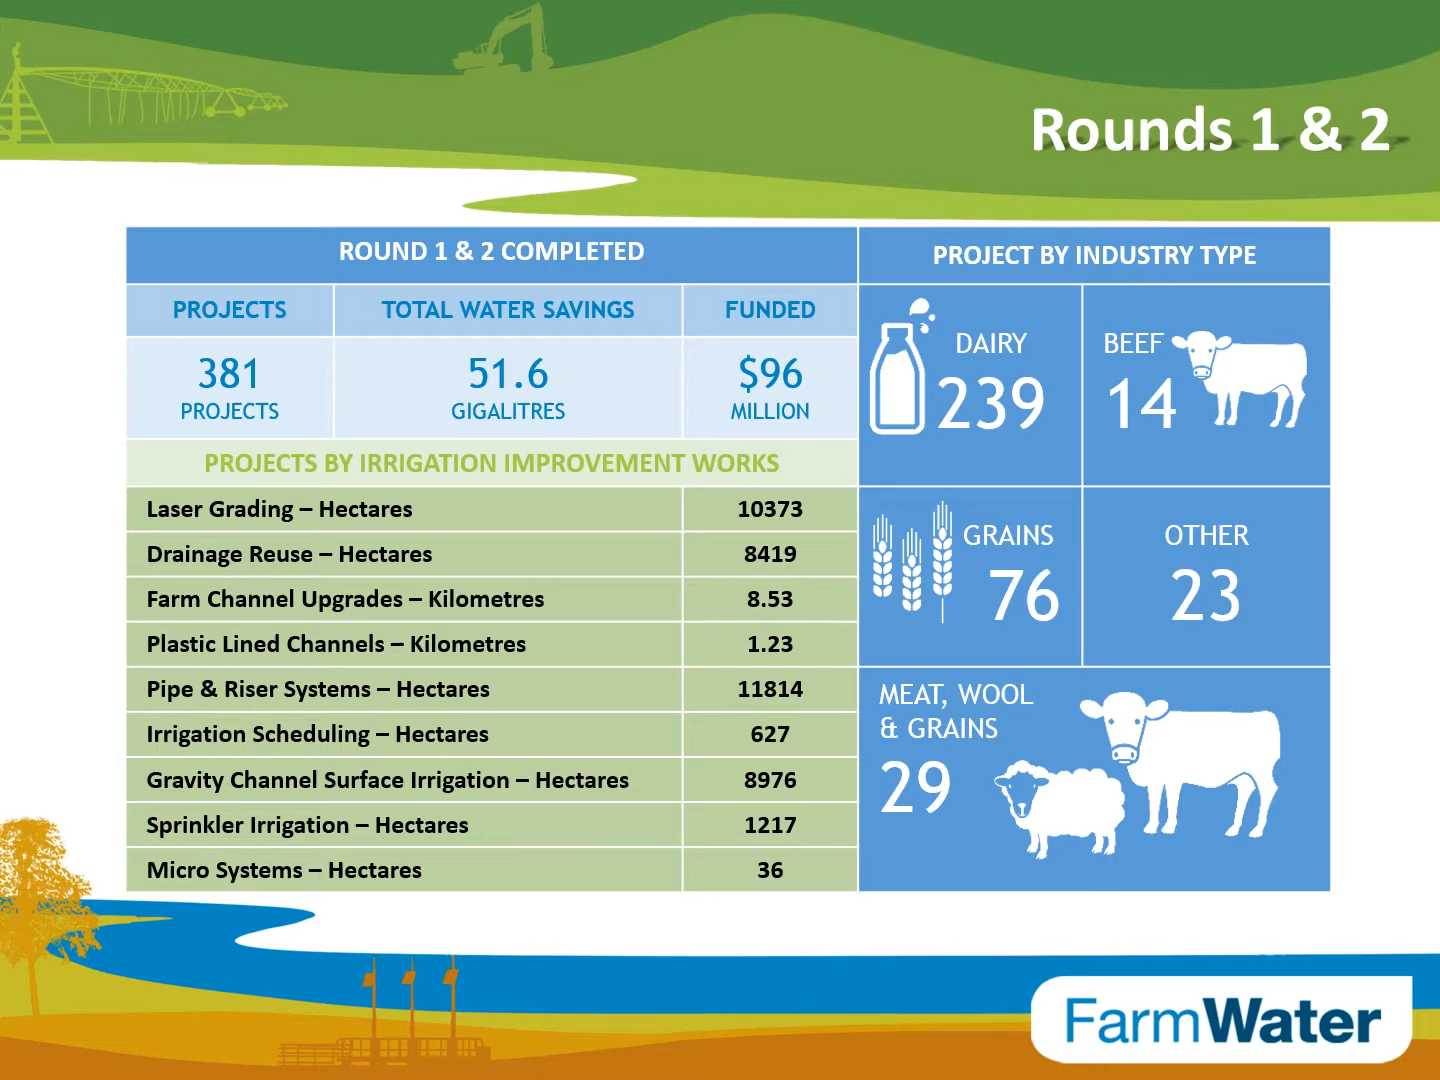 Rounds 1 & 2
ROUND 1 & 2 COMPLETED
PROJECTS TOTAL WATER SAVINGS FUNDED
381 51.6 $96
PROJECTS GIGALITRES MILLION
PROJECTS BY IRRIGATION IMPROVEMENT WORKS
Laser Grading – Hectares 10373
Drainage Reuse – Hectares 8419
Farm Channel Upgrades – Kilometres 8.53
Plastic Lined Channels – Kilometres 1.23
Pipe & Riser Systems – Hectares 11814
Irrigation Scheduling – Hectares 627
Gravity Channel Surface Irrigation – Hectares 8976
Sprinkler Irrigation – Hectares 1217
Micro Systems – Hectares 36
PROJECT BY INDUSTRY TYPE
DAIRY
239
BEEF
14
GRAINS
76
OTHER
23
MEAT, WOOL
& GRAINS
29
FarmWater